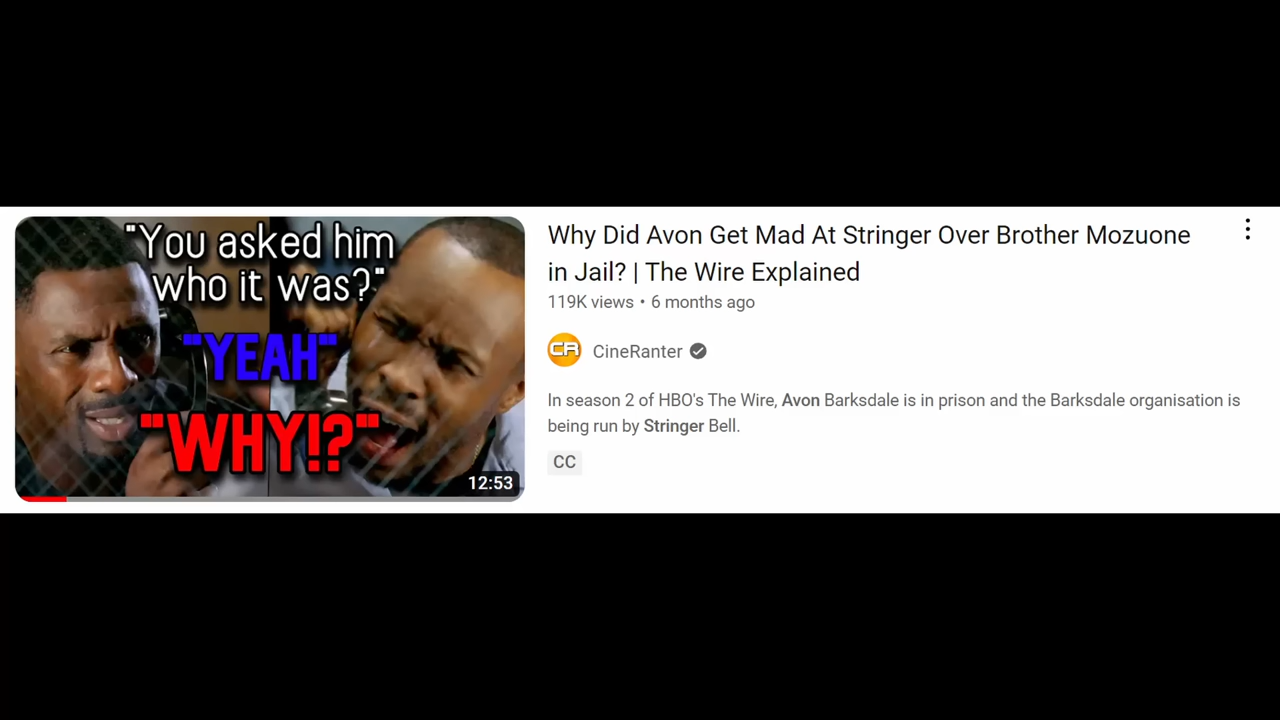 "You asked him
who it was?"
"YEAH"
"WHY!?"
12:53
Why Did Avon Get Mad At Stringer Over Brother Mozuone
in Jail? | The Wire Explained
119K views • 6 months ago
CR
CineRanter
In season 2 of HBO's The Wire, Avon Barksdale is in prison and the Barksdale organisation is
being run by Stringer Bell.
CC